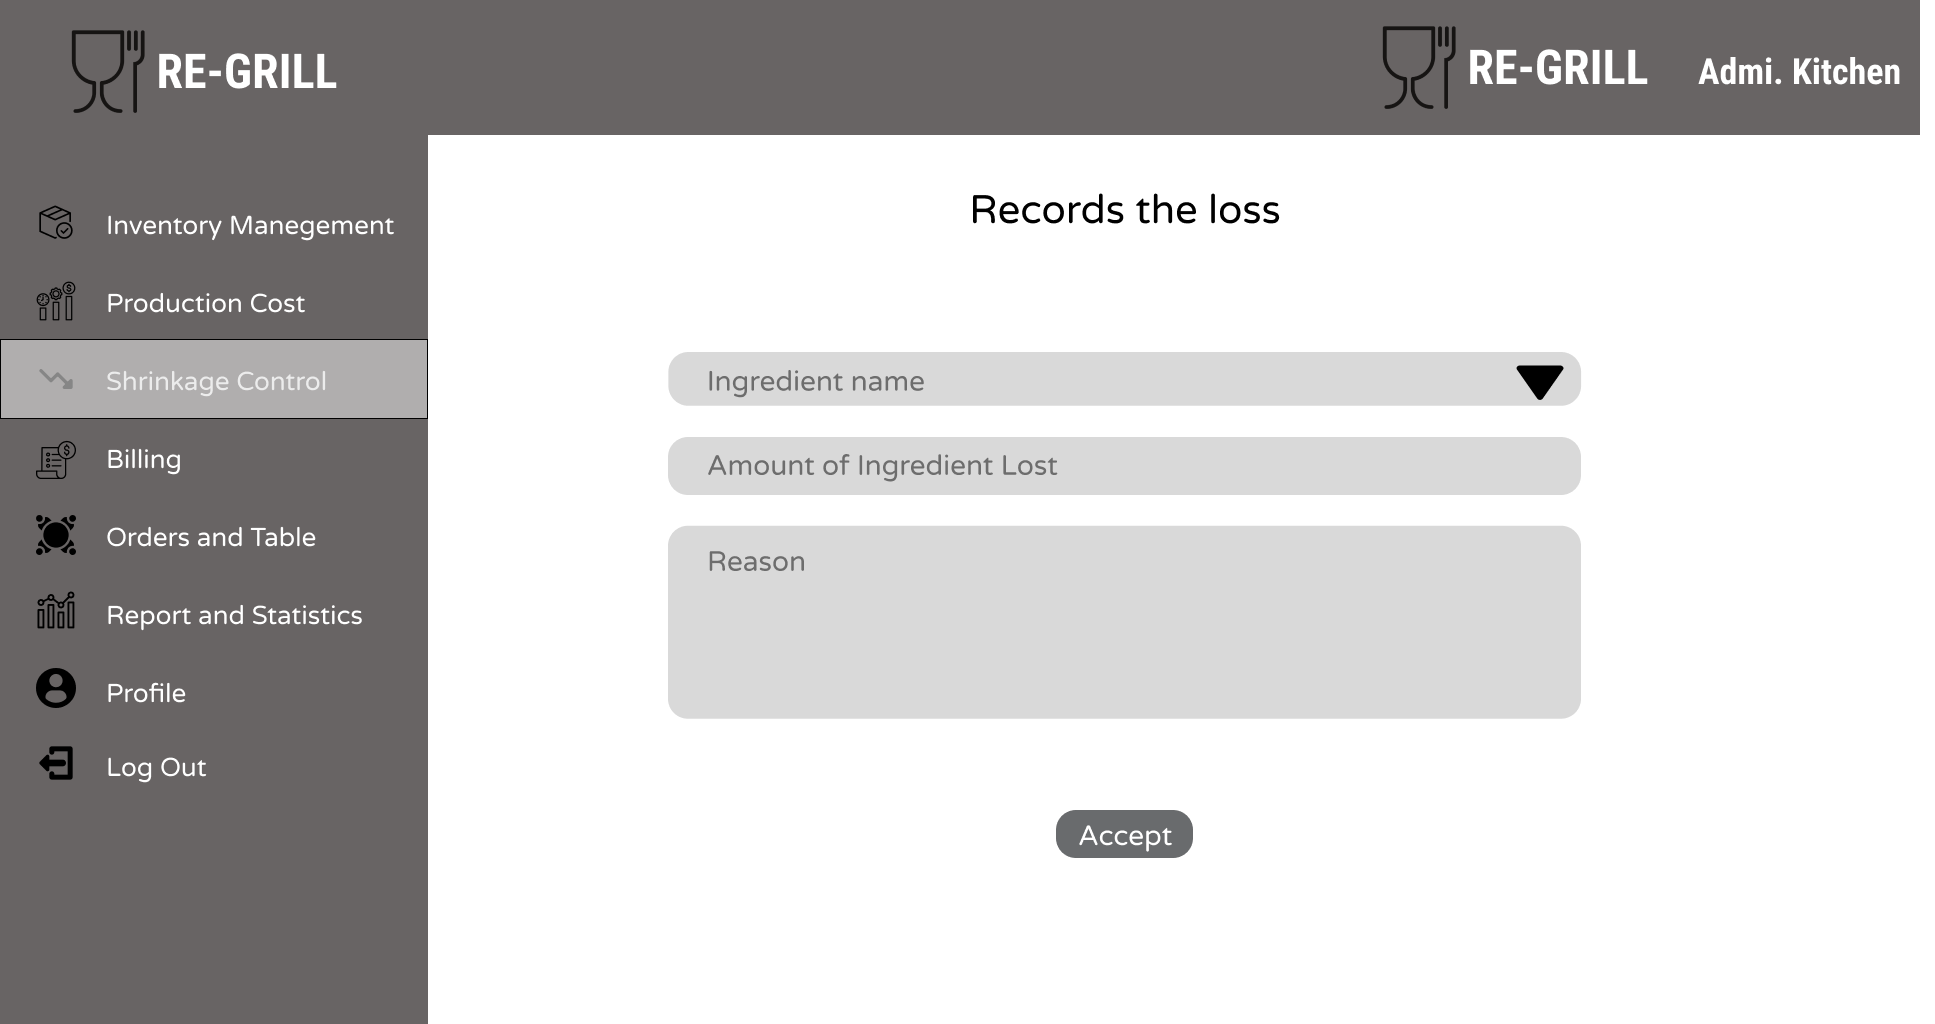 RE-GRILL
RE-GRILL
Admi. Kitchen
Inventory Manegement
Production Cost
Shrinkage Control
Billing
Orders and Table
Report and Statistics
Profile
Log Out
Records the loss
Ingredient name
Amount of Ingredient Lost
Reason
Accept